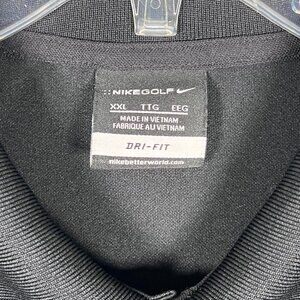 NIKEGOLF
XXL TTG EEG
MADE IN VIETNAM
FABRIQUE AU VIETNAM
DRI-FIT
nikebetterworld.com